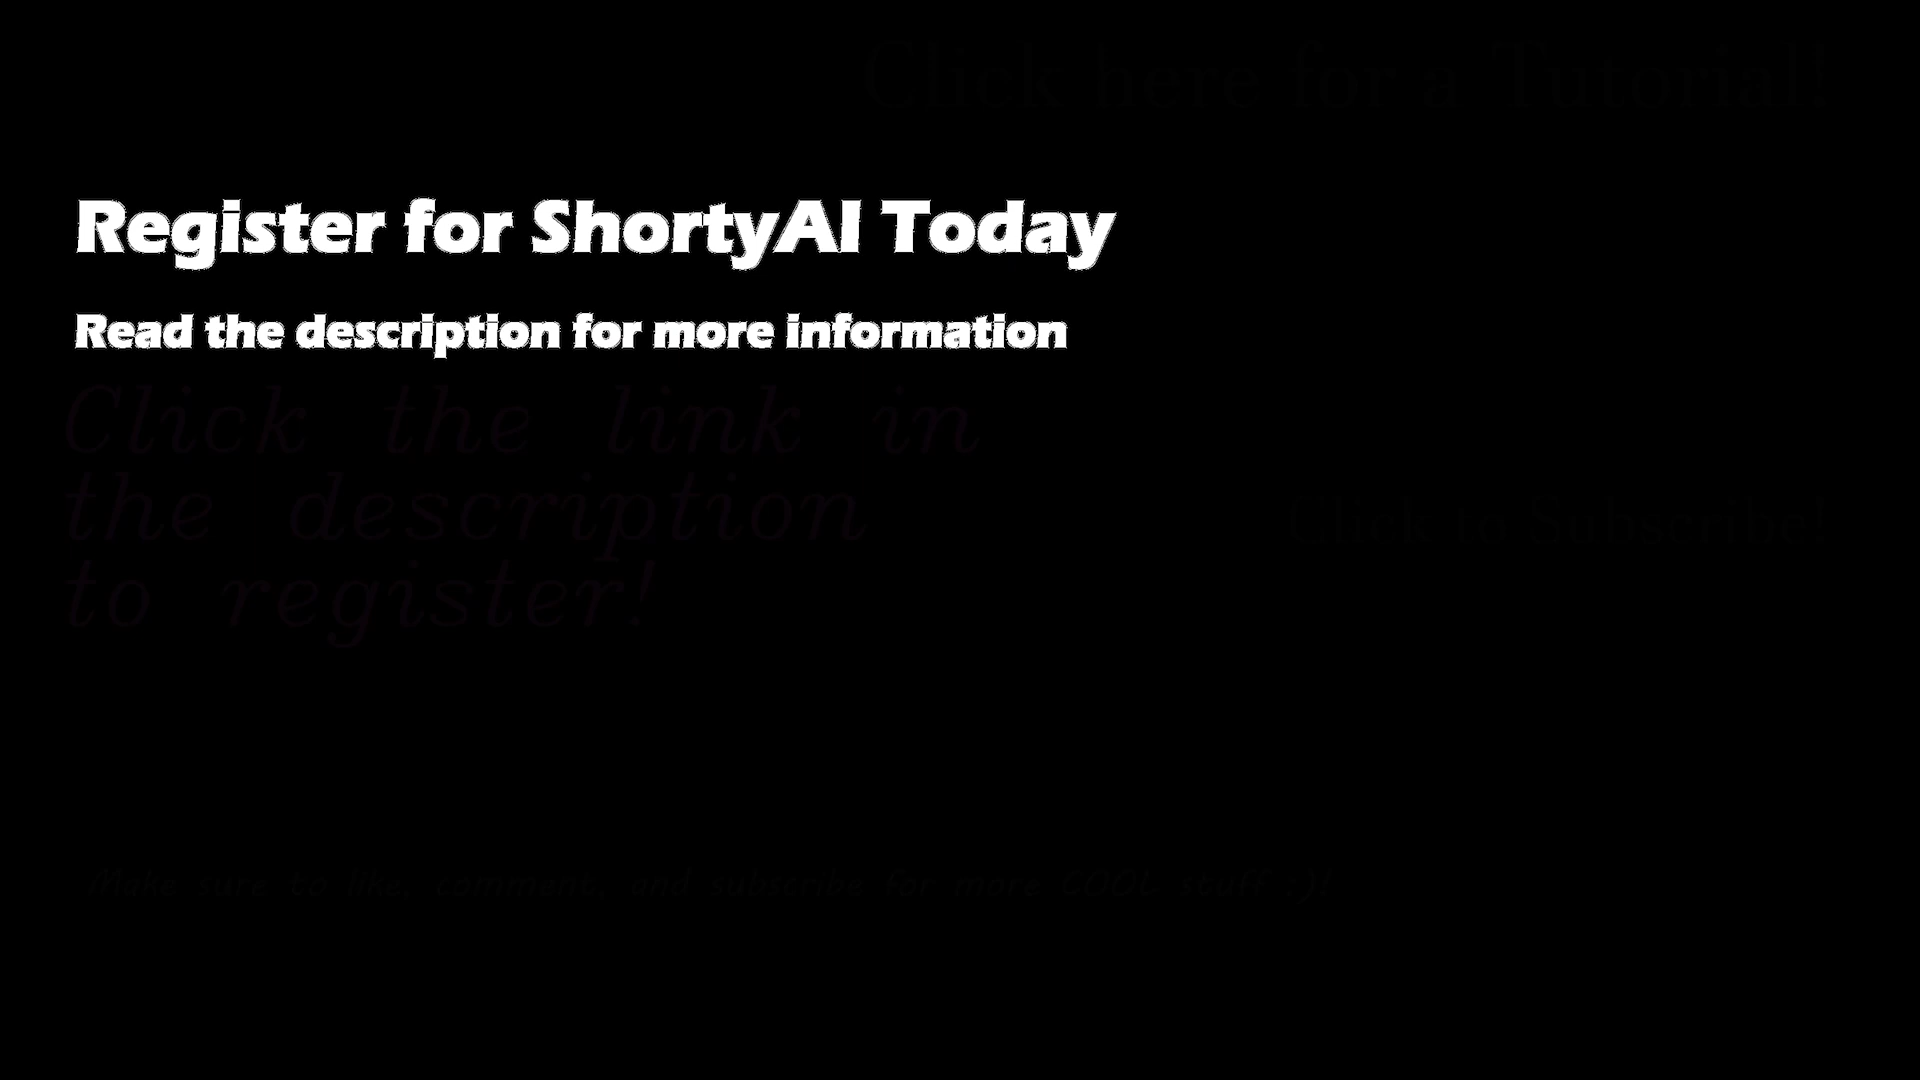 Click here for a Tutorial!
Register for ShortyAI Today
Read the description for more information
Click the link in
the description
to register!
Click to Subscribe!
Make sure to like, comment, and subscribe for more COOL stuff :)!